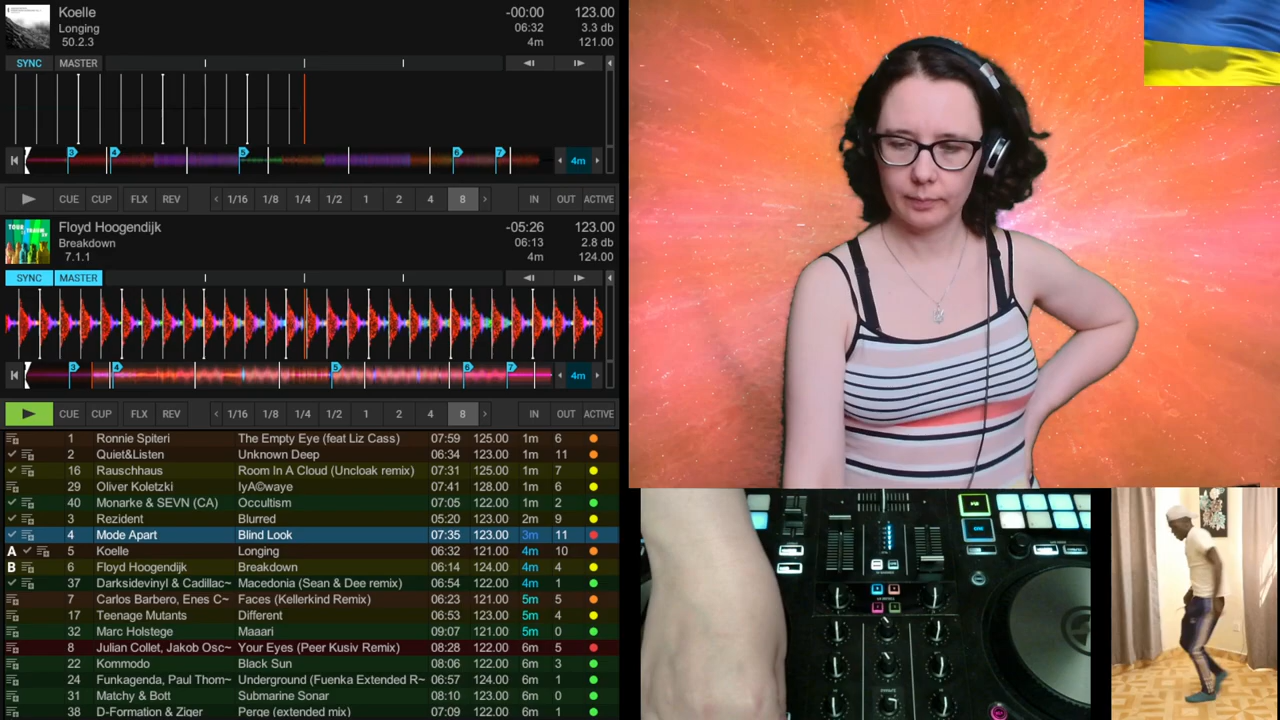 Koelle -00:00 123.00
Longing 06:32 3.3 db
50.2.3 4m 121.00
SYNC MASTER
3 4 5 6 7 4m
CUE CUP FLX REV 1/16 1/8 1/4 1/2 1 2 4 8 IN OUT ACTIVE
Floyd Hoogendijk -05:26 123.00
Breakdown 06:13 2.8 db
7.1.1 4m 124.00
SYNC MASTER
3 4 5 6 7 4m
CUE CUP FLX REV 1/16 1/8 1/4 1/2 1 2 4 8 IN OUT ACTIVE
1 Ronnie Spiteri The Empty Eye (feat Liz Cass) 07:59 125.00 1m 6
2 Quiet&Listen Unknown Deep 06:34 123.00 1m 11
16 Rauschhaus Room In A Cloud (Uncloak remix) 07:31 125.00 1m 7
29 Oliver Koletzki IyA©waye 07:41 128.00 1m 6
40 Monarke & SEVN (CA) Occultism 07:05 122.00 1m 2
3 Rezident Blurred 05:20 123.00 2m 9
4 Mode Apart Blind Look 07:35 123.00 3m 11
A 5 Koelle Longing 06:32 121.00 4m 10
B 6 Floyd Hoogendijk Breakdown 06:14 124.00 4m 4
37 Darksidevnyl & Cadillac~ Macedonia (Sean & Dee remix) 06:54 122.00 4m 1
7 Carlos Barbero, Enes C~ Faces (Kellerkind Remix) 06:23 121.00 5m 5
17 Teenage Mutants Different 06:53 123.00 5m 4
32 Marc Holstege Maaari 09:07 121.00 5m 0
8 Julian Collet, Jakob Osc~ Your Eyes (Peer Kusiv Remix) 08:28 122.00 6m 5
22 Kommodo Black Sun 08:06 122.00 6m 3
24 Funkagenda, Paul Thom~ Underground (Fuenka Extended R~ 06:57 124.00 6m 1
31 Matchy & Bott Submarine Sonar 08:10 123.00 6m 0
38 D-Formation & Ziger Perge (extended mix) 07:09 122.00 6m 1